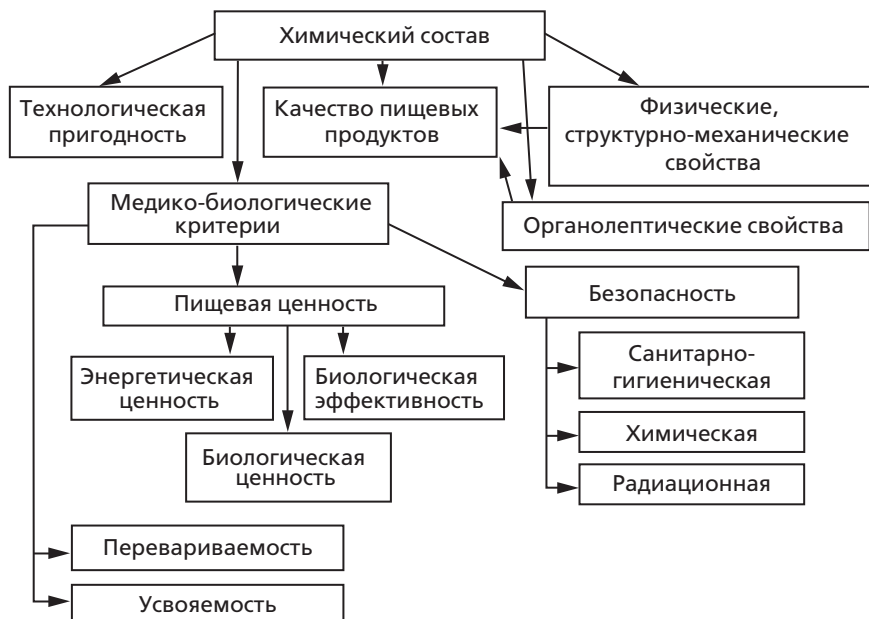 Химический состав
Технологическая
пригодность
Качество пищевых
продуктов
Физические,
структурно-механические
свойства
Медико-биологические
критерии
Органолептические свойства
Пищевая ценность
Безопасность
Энергетическая
ценность
Биологическая
эффективность
Биологическая
ценность
Санитарно-
гигиеническая
Химическая
Радиационная
Перевариваемость
Усвояемость